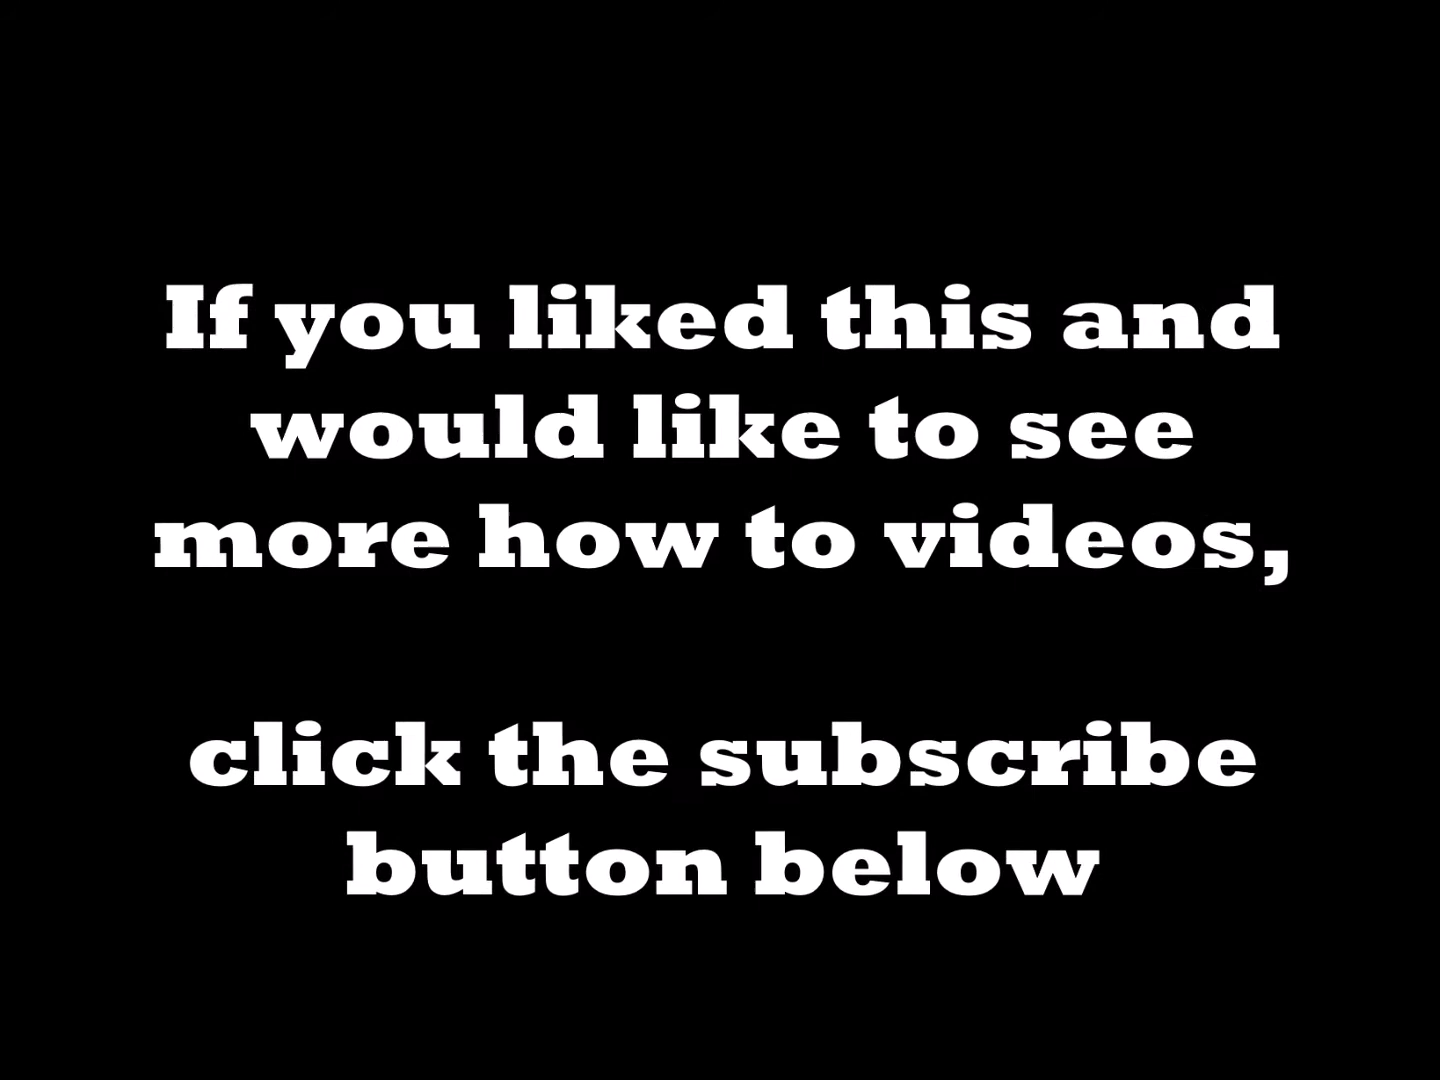 If you liked this and
would like to see
more how to videos,
click the subscribe
button below